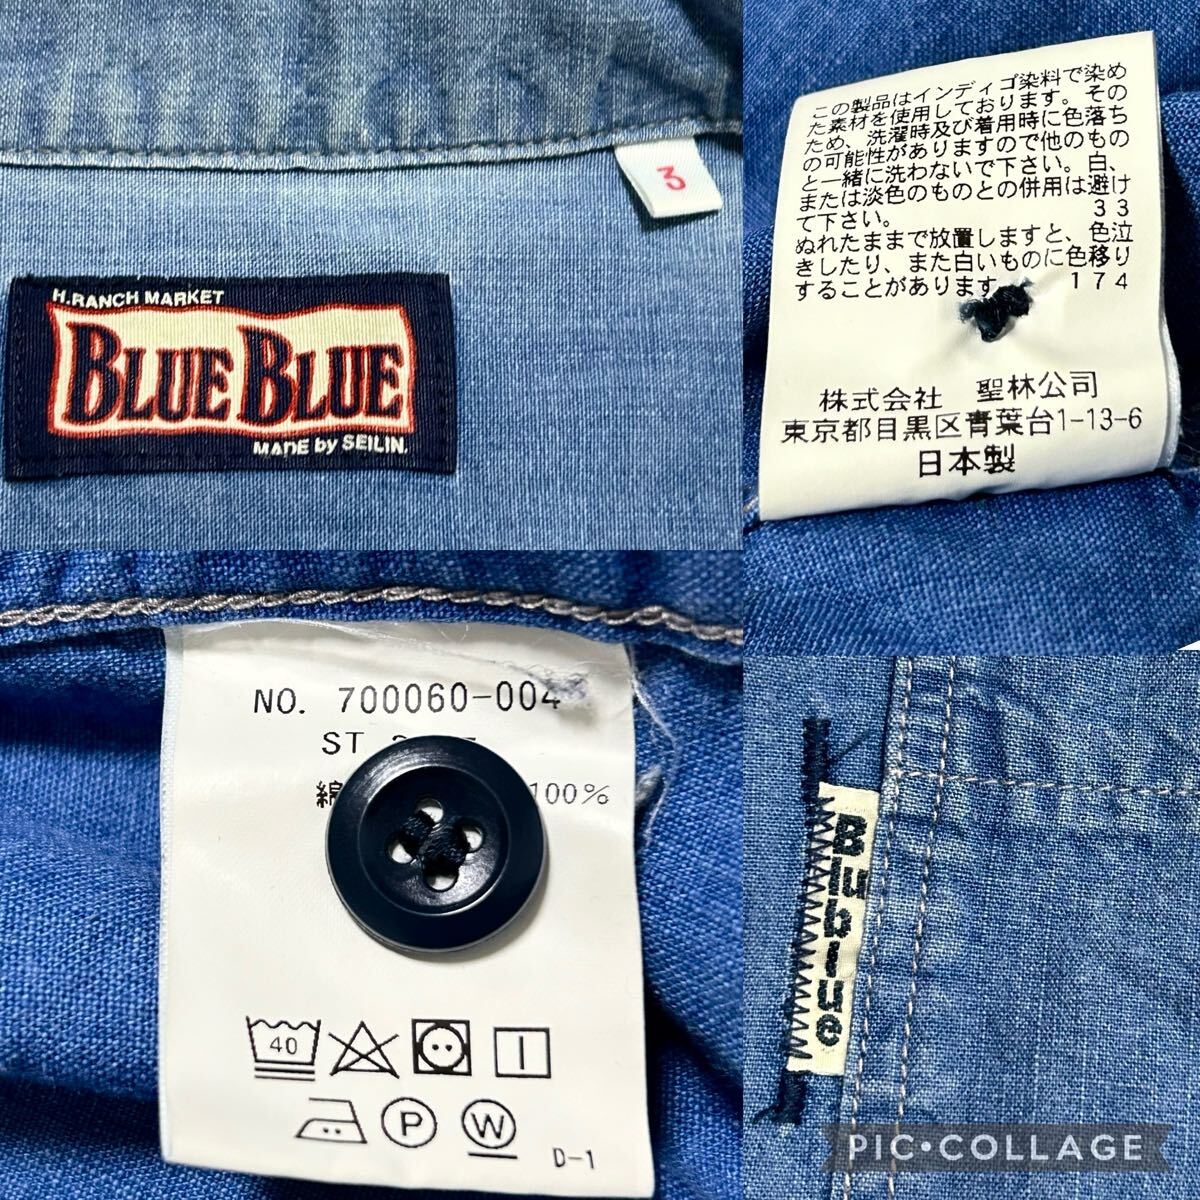 H.RANCH MARKET
BLUE BLUE
MADE by SEILIN.
3
この製品はインディゴ染料で染め
た素材を使用しております。その
ため、洗濯時及び着用時に色落ち
の可能性がありますので他のもの
と一緒に洗わないで下さい。白、
または淡色のものとの併用は避け
て下さい。 33
ぬれたままで放置しますと、色泣
きしたり、また白いものに色移り
することがあります。 174
株式会社 聖林公司
東京都目黒区青葉台1-13-6
日本製
NO. 700060-004
ST
綿 100%
40
P
W
D-1
Blublue
PIC•COLLAGE